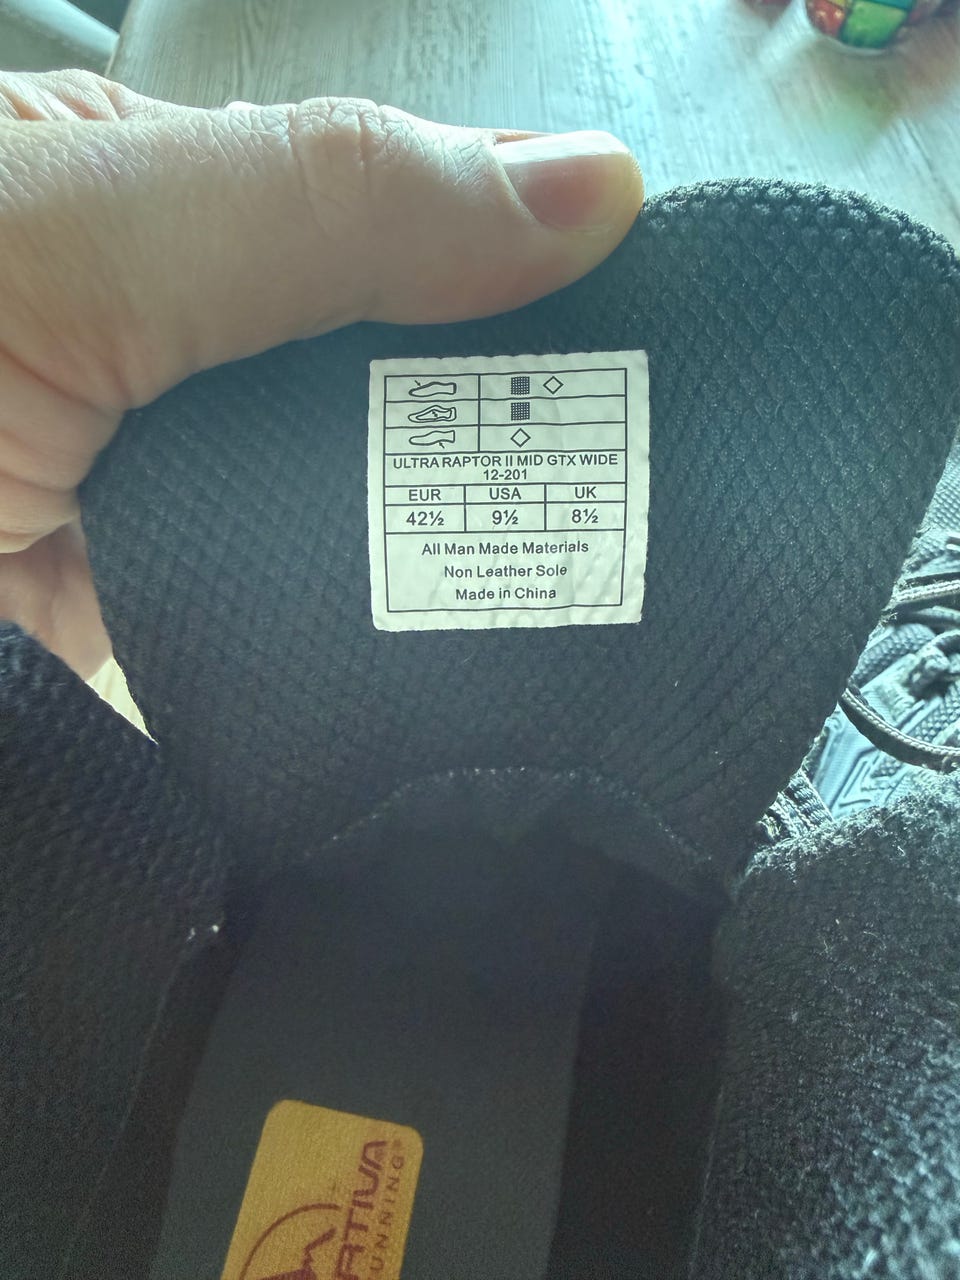 ULTRA RAPTOR II MID GTX WIDE
12-201
EUR USA UK
42½ 9½ 8½
All Man Made Materials
Non Leather Sole
Made in China